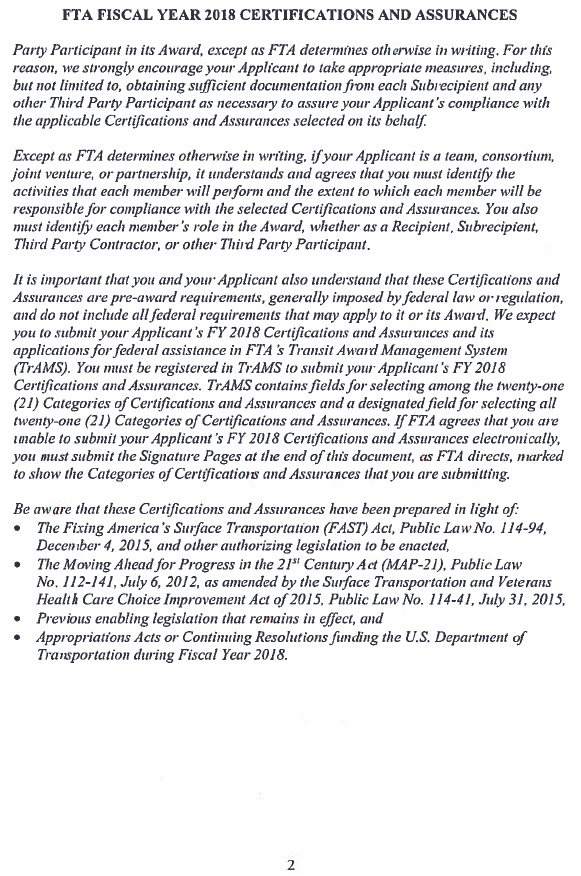 FTA FISCAL YEAR 2018 CERTIFICATIONS AND ASSURANCES
Party Participant in its Award, except as FTA determines otherwise in writing. For this
reason, we strongly encourage your Applicant to take appropriate measures, including,
but not limited to, obtaining sufficient documentation from each Subrecipient and any
other Third Party Participant as necessary to assure your Applicant's compliance with
the applicable Certifications and Assurances selected on its behalf.
Except as FTA determines otherwise in writing, if your Applicant is a team, consortium,
joint venture, or partnership, it understands and agrees that you must identify the
activities that each member will perform and the extent to which each member will be
responsible for compliance with the selected Certifications and Assurances. You also
must identify each member's role in the Award, whether as a Recipient, Subrecipient,
Third Party Contractor, or other Third Party Participant.
It is important that you and your Applicant also understand that these Certifications and
Assurances are pre-award requirements, generally imposed by federal law or regulation,
and do not include all federal requirements that may apply to it or its Award. We expect
you to submit your Applicant's FY 2018 Certifications and Assurances and its
applications for federal assistance in FTA's Transit Award Management System
(TrAMS). You must be registered in TrAMS to submit your Applicant's FY 2018
Certifications and Assurances. TrAMS contains fields for selecting among the twenty-one
(21) Categories of Certifications and Assurances and a designated field for selecting all
twenty-one (21) Categories of Certifications and Assurances. If FTA agrees that you are
unable to submit your Applicant's FY 2018 Certifications and Assurances electronically,
you must submit the Signature Pages at the end of this document, as FTA directs, marked
to show the Categories of Certifications and Assurances that you are submitting.
Be aware that these Certifications and Assurances have been prepared in light of:
• The Fixing America's Surface Transportation (FAST) Act, Public Law No. 114-94,
December 4, 2015, and other authorizing legislation to be enacted,
• The Moving Ahead for Progress in the 21st Century Act (MAP-21), Public Law
No. 112-141, July 6, 2012, as amended by the Surface Transportation and Veterans
Health Care Choice Improvement Act of 2015, Public Law No. 114-41, July 31, 2015,
• Previous enabling legislation that remains in effect, and
• Appropriations Acts or Continuing Resolutions funding the U.S. Department of
Transportation during Fiscal Year 2018.
2